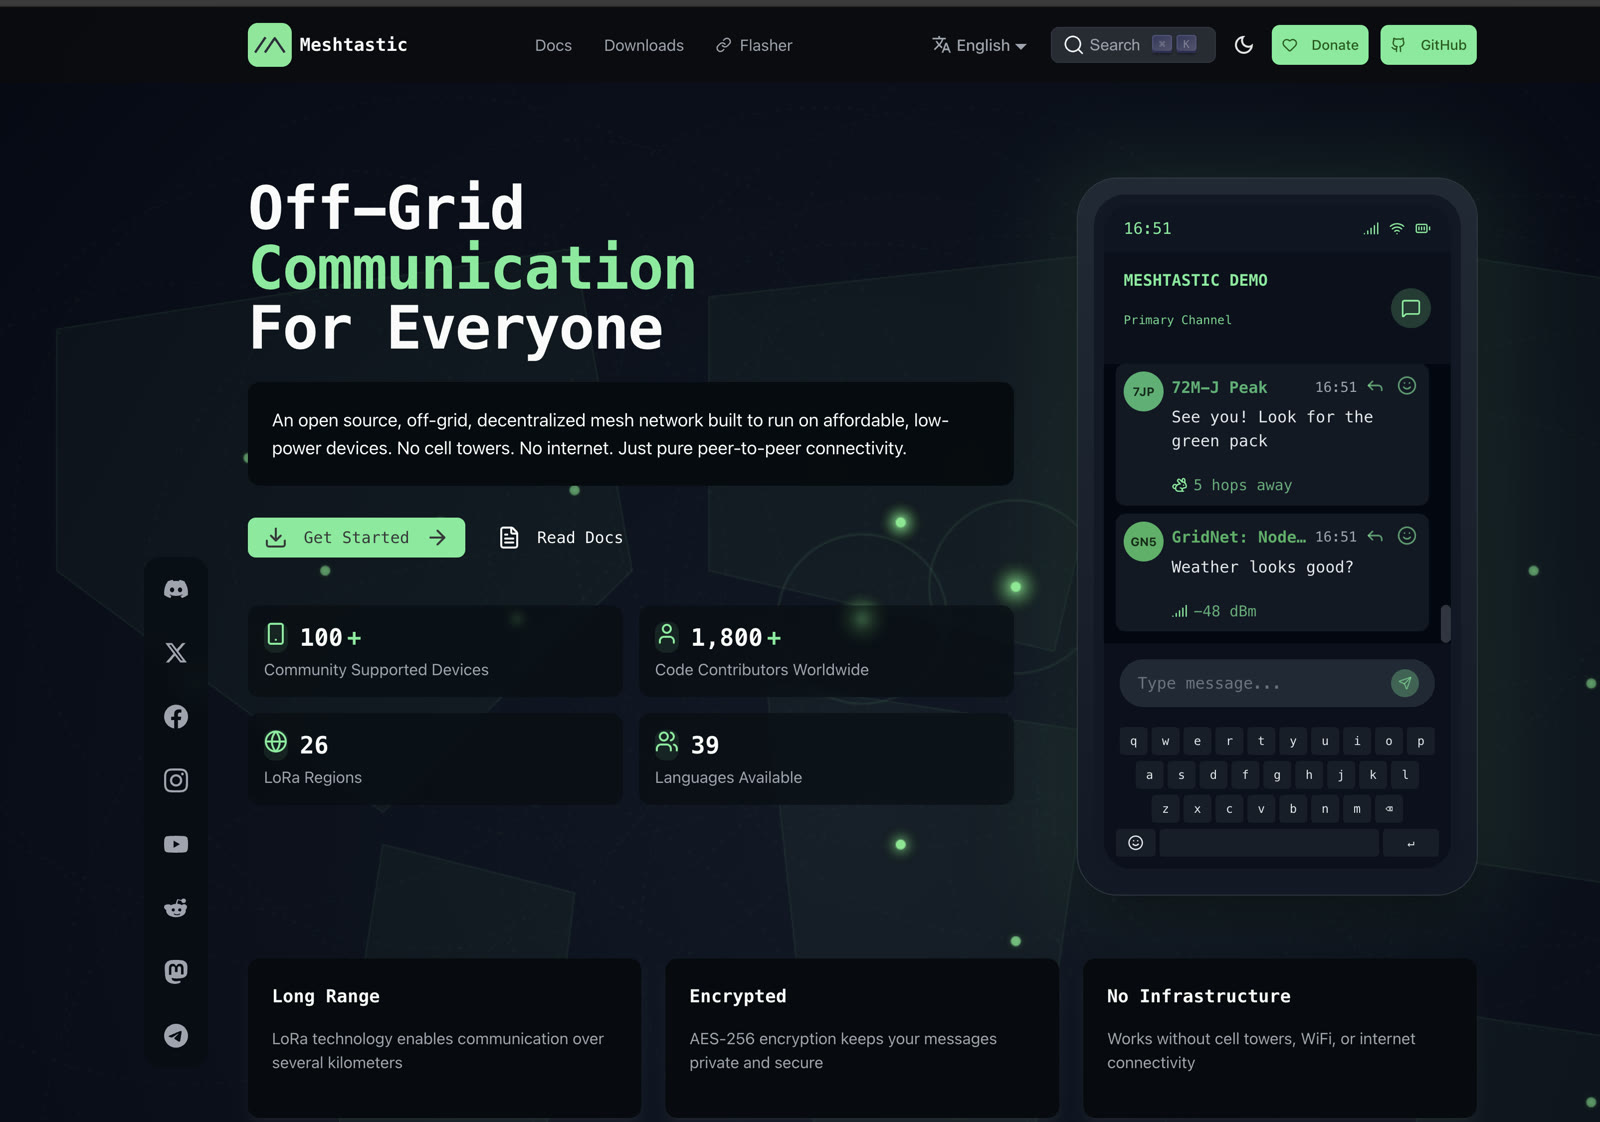 Meshtastic
Docs
Downloads
Flasher
English
Search ⌘ K
Donate
GitHub
Off-Grid
Communication
For Everyone
An open source, off-grid, decentralized mesh network built to run on affordable, low-
power devices. No cell towers. No internet. Just pure peer-to-peer connectivity.
Get Started
Read Docs
100+
Community Supported Devices
1,800+
Code Contributors Worldwide
26
LoRa Regions
39
Languages Available
16:51
MESHTASTIC DEMO
Primary Channel
7JP
72M-J Peak 16:51
See you! Look for the
green pack
5 hops away
GN5
GridNet: Node… 16:51
Weather looks good?
-48 dBm
Type message...
q w e r t y u i o p
a s d f g h j k l
z x c v b n m ⌫
↵
Long Range
LoRa technology enables communication over
several kilometers
Encrypted
AES-256 encryption keeps your messages
private and secure
No Infrastructure
Works without cell towers, WiFi, or internet
connectivity